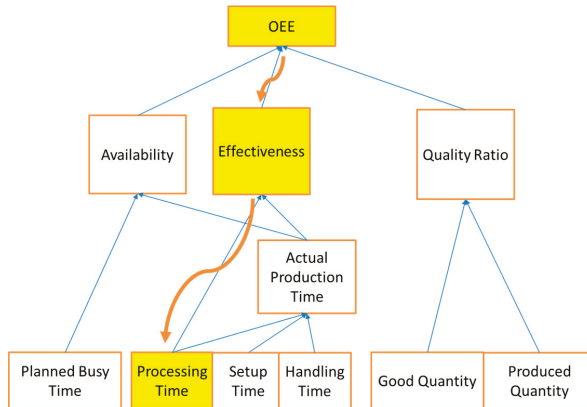 OEE
Availability
Effectiveness
Quality Ratio
Actual
Production
Time
Planned Busy
Time
Processing
Time
Setup
Time
Handling
Time
Good Quantity
Produced
Quantity